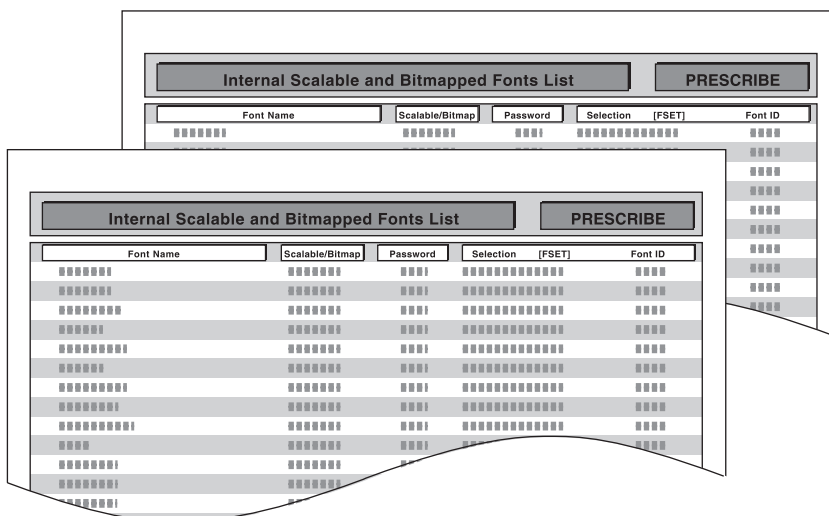 Internal Scalable and Bitmapped Fonts List PRESCRIBE
Font Name Scalable/Bitmap Password Selection [FSET] Font ID
Internal Scalable and Bitmapped Fonts List PRESCRIBE
Font Name Scalable/Bitmap Password Selection [FSET] Font ID